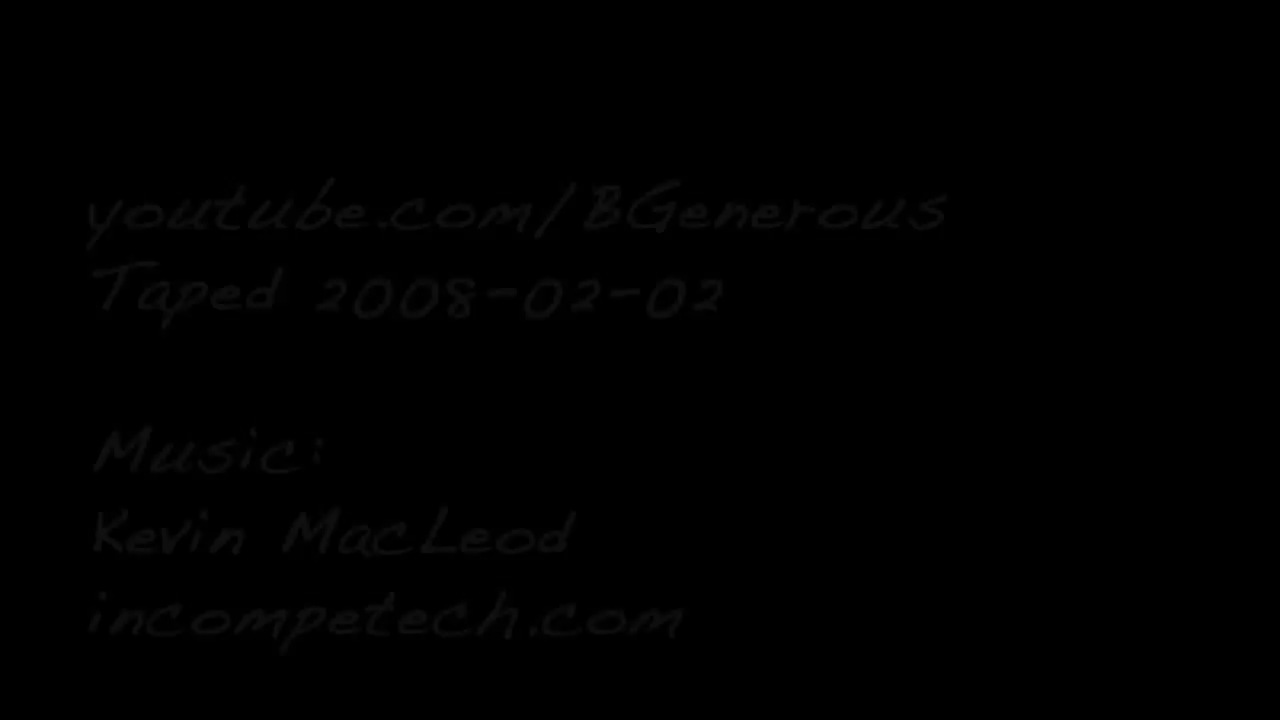 youtube.com/BGenerous
Taped 2008-02-02
Music:
Kevin MacLeod
incompetech.com